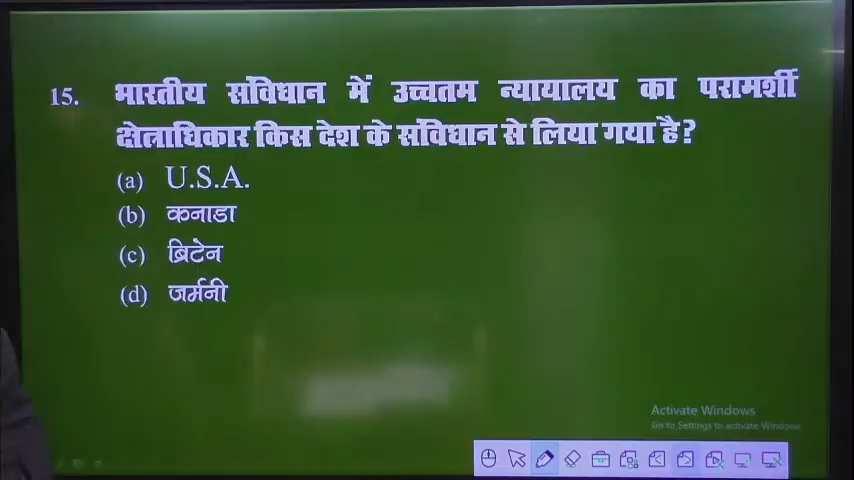 15. भारतीय संविधान में उच्चतम न्यायालय का परामर्शी
क्षेत्राधिकार किस देश के संविधान से लिया गया है?
(a) U.S.A.
(b) कनाडा
(c) ब्रिटेन
(d) जर्मनी
Activate Windows
Go to Settings to activate Windows